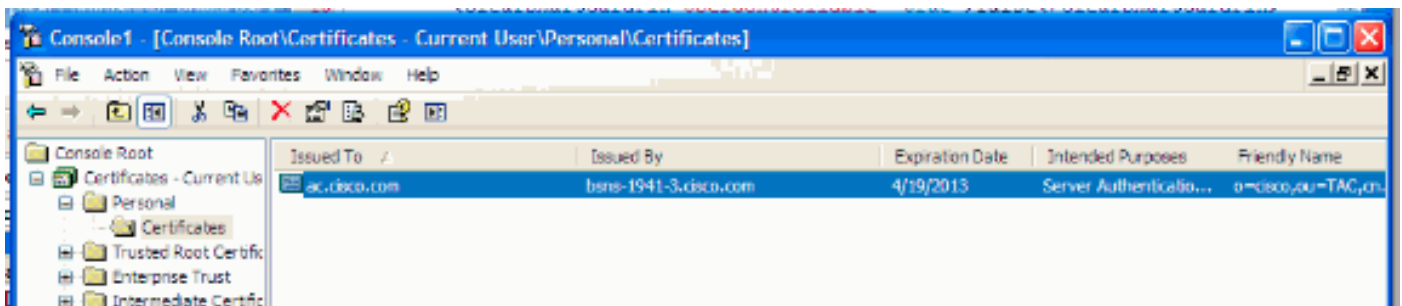 Console1 - [Console Root\Certificates - Current User\Personal\Certificates]
File Action View Favorites Window Help
Console Root
Certificates - Current Us
Personal
Certificates
Trusted Root Certific
Enterprise Trust
Intermediate Certific
Issued To Issued By Expiration Date Intended Purposes Friendly Name
ac.cisco.com bsns-1941-3.cisco.com 4/19/2013 Server Authenticatio... o=cisco,ou=TAC,cn.